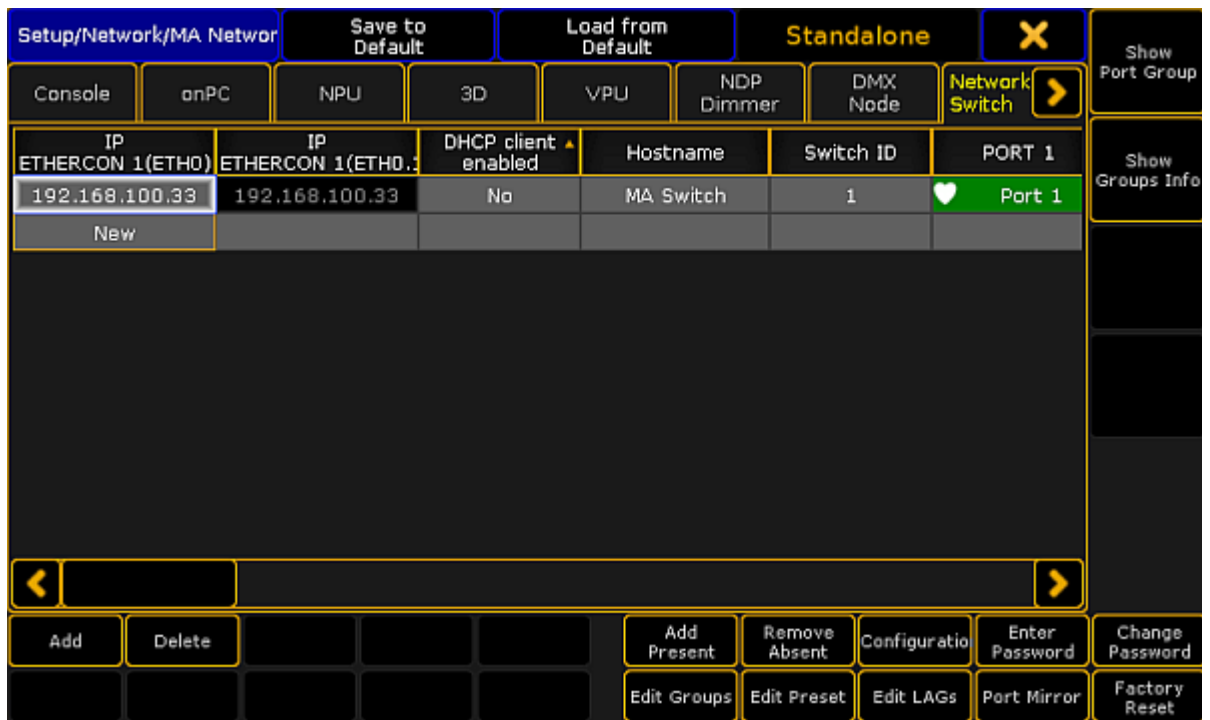 Setup/Network/MA Networ
Save to
Default
Load from
Default
Standalone
Show
Port Group
Console
onPC
NPU
3D
VPU
NDP
Dimmer
DMX
Node
Network
Switch
IP
ETHERCON 1(ETH0)
IP
ETHERCON 1(ETH0.1
DHCP client
enabled
Hostname
Switch ID
PORT 1
Show
Groups Info
192.168.100.33
192.168.100.33
No
MA Switch
1
Port 1
New
Add
Delete
Add
Present
Remove
Absent
Configuratio
Enter
Password
Change
Password
Edit Groups
Edit Preset
Edit LAGs
Port Mirror
Factory
Reset